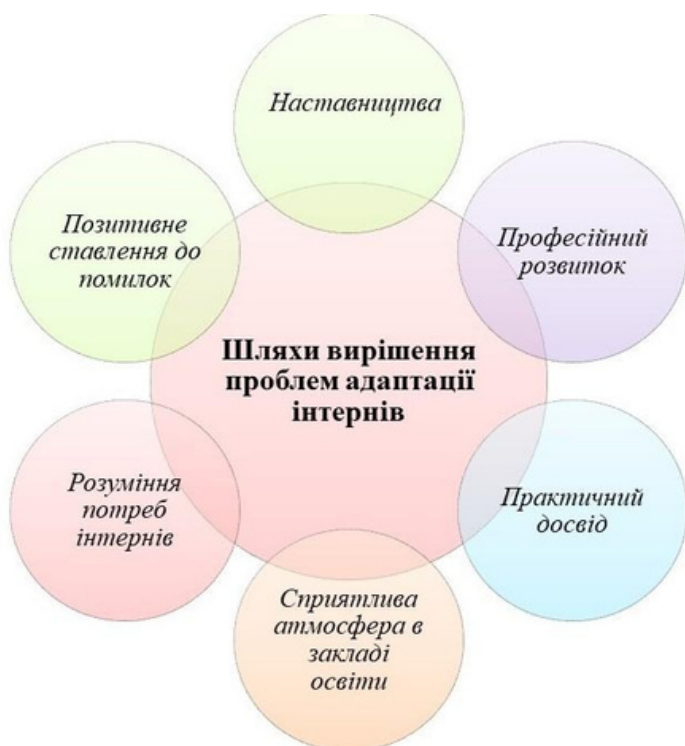 Наставництва
Позитивне
ставлення до
помилок
Професійний
розвиток
Шляхи вирішення
проблем адаптації
інтернів
Розуміння
потреб
інтернів
Практичний
досвід
Сприятлива
атмосфера в
закладі
освіти